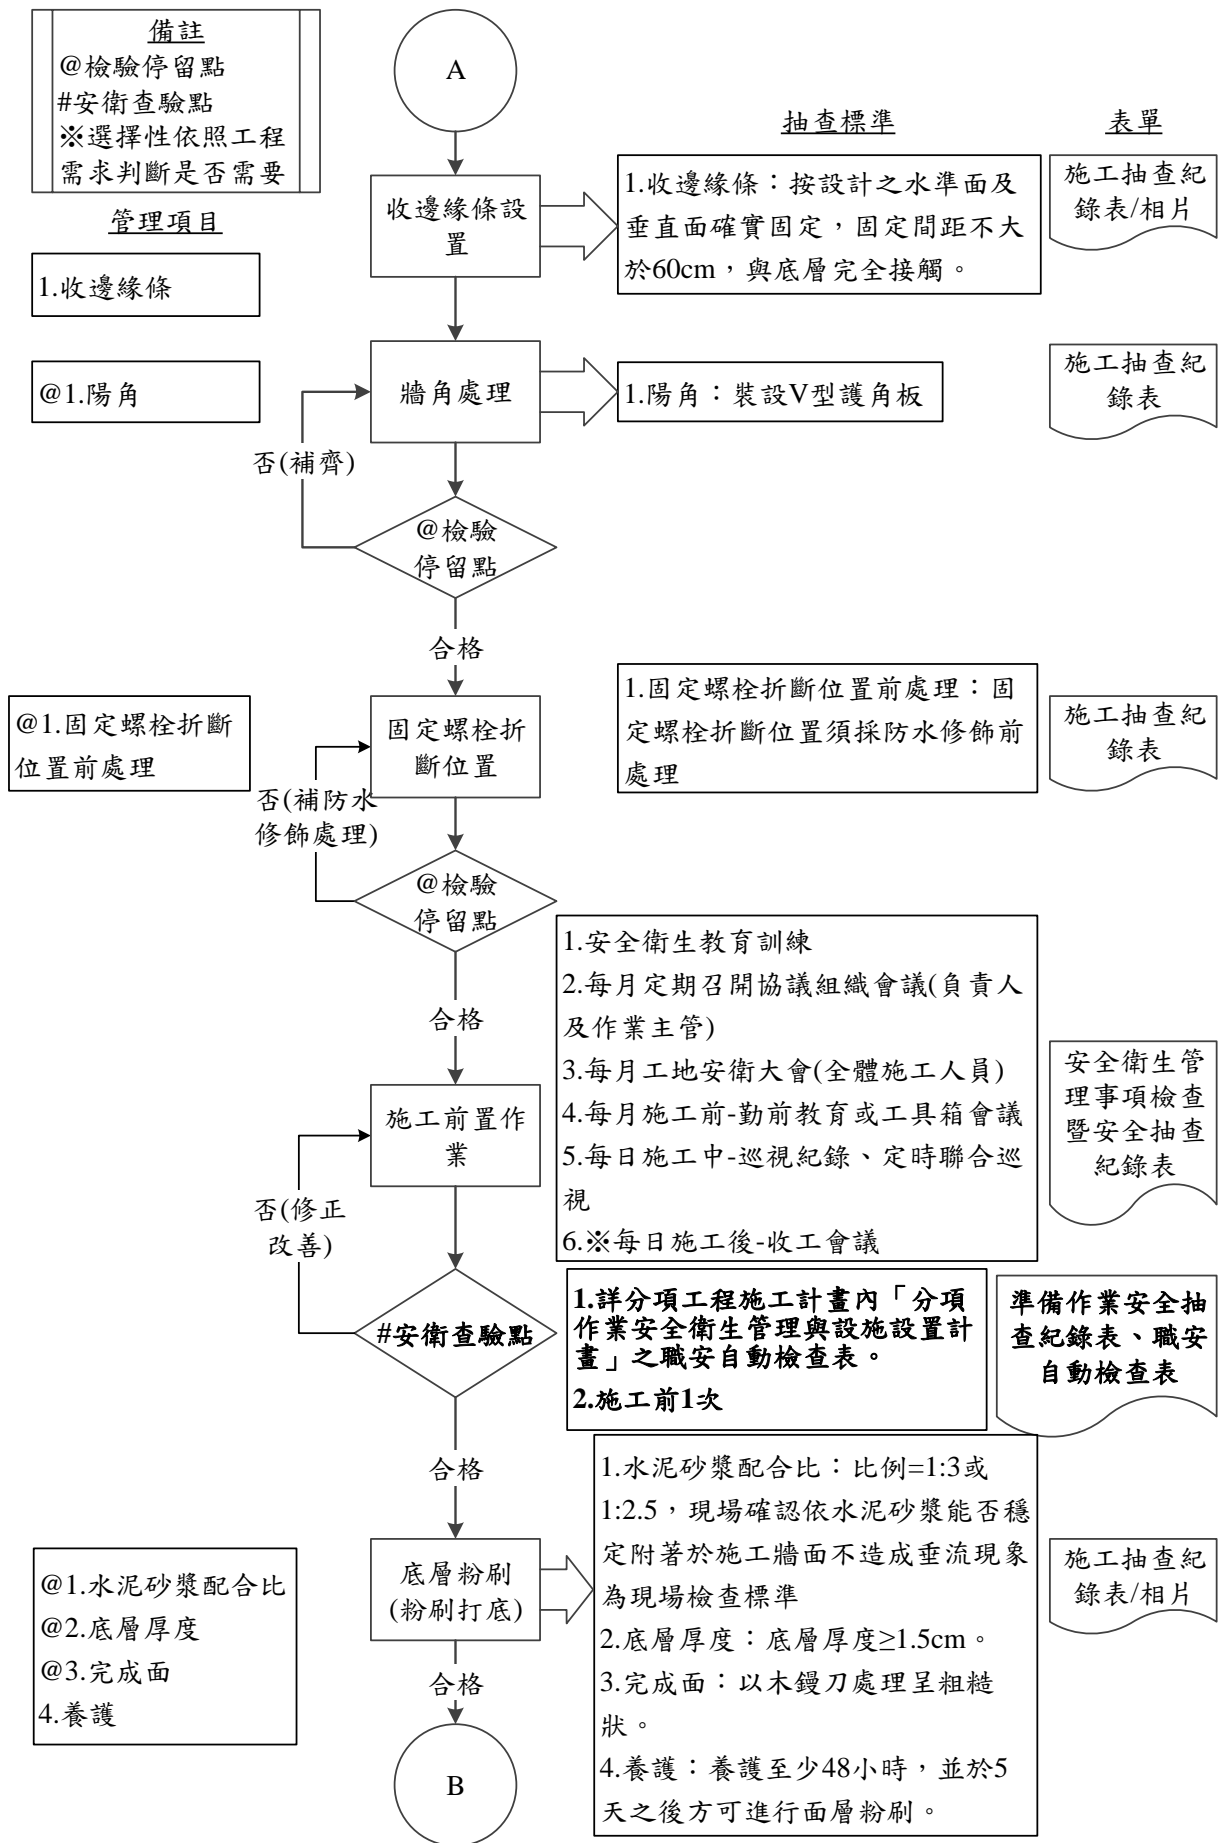 備註
@檢驗停留點
#安衛查驗點
※選擇性依照工程
需求判斷是否需要
A
管理項目
抽查標準
表單
1.收邊緣條
收邊緣條設
置
1.收邊緣條：按設計之水準面及
垂直面確實固定，固定間距不大
於60cm，與底層完全接觸。
施工抽查紀
錄表/相片
@1.陽角
牆角處理
1.陽角：裝設V型護角板
施工抽查紀
錄表
否(補齊)
@檢驗
停留點
合格
@1.固定螺栓折斷
位置前處理
固定螺栓折
斷位置
1.固定螺栓折斷位置前處理：固
定螺栓折斷位置須採防水修飾前
處理
施工抽查紀
錄表
否(補防水
修飾處理)
@檢驗
停留點
合格
施工前置作
業
1.安全衛生教育訓練
2.每月定期召開協議組織會議(負責人
及作業主管)
3.每月工地安衛大會(全體施工人員)
4.每月施工前-勤前教育或工具箱會議
5.每日施工中-巡視紀錄、定時聯合巡
視
6.※每日施工後-收工會議
安全衛生管
理事項檢查
暨安全抽查
紀錄表
否(修正
改善)
#安衛查驗點
1.詳分項工程施工計畫內「分項
作業安全衛生管理與設施設置計
畫」之職安自動檢查表。
2.施工前1次
準備作業安全抽
查紀錄表、職安
自動檢查表
合格
@1.水泥砂漿配合比
@2.底層厚度
@3.完成面
4.養護
底層粉刷
(粉刷打底)
1.水泥砂漿配合比：比例=1:3或
1:2.5，現場確認依水泥砂漿能否穩
定附著於施工牆面不造成垂流現象
為現場檢查標準
2.底層厚度：底層厚度≥1.5cm。
3.完成面：以木鏝刀處理呈粗糙
狀。
4.養護：養護至少48小時，並於5
天之後方可進行面層粉刷。
施工抽查紀
錄表/相片
合格
B